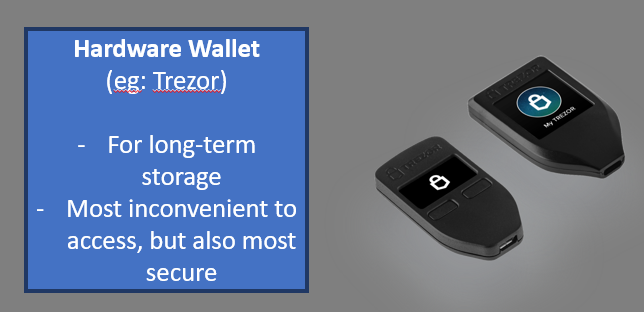 Hardware Wallet
(eg: Trezor)
- For long-term
storage
- Most inconvenient to
access, but also most
secure
TREZOR
My TREZOR